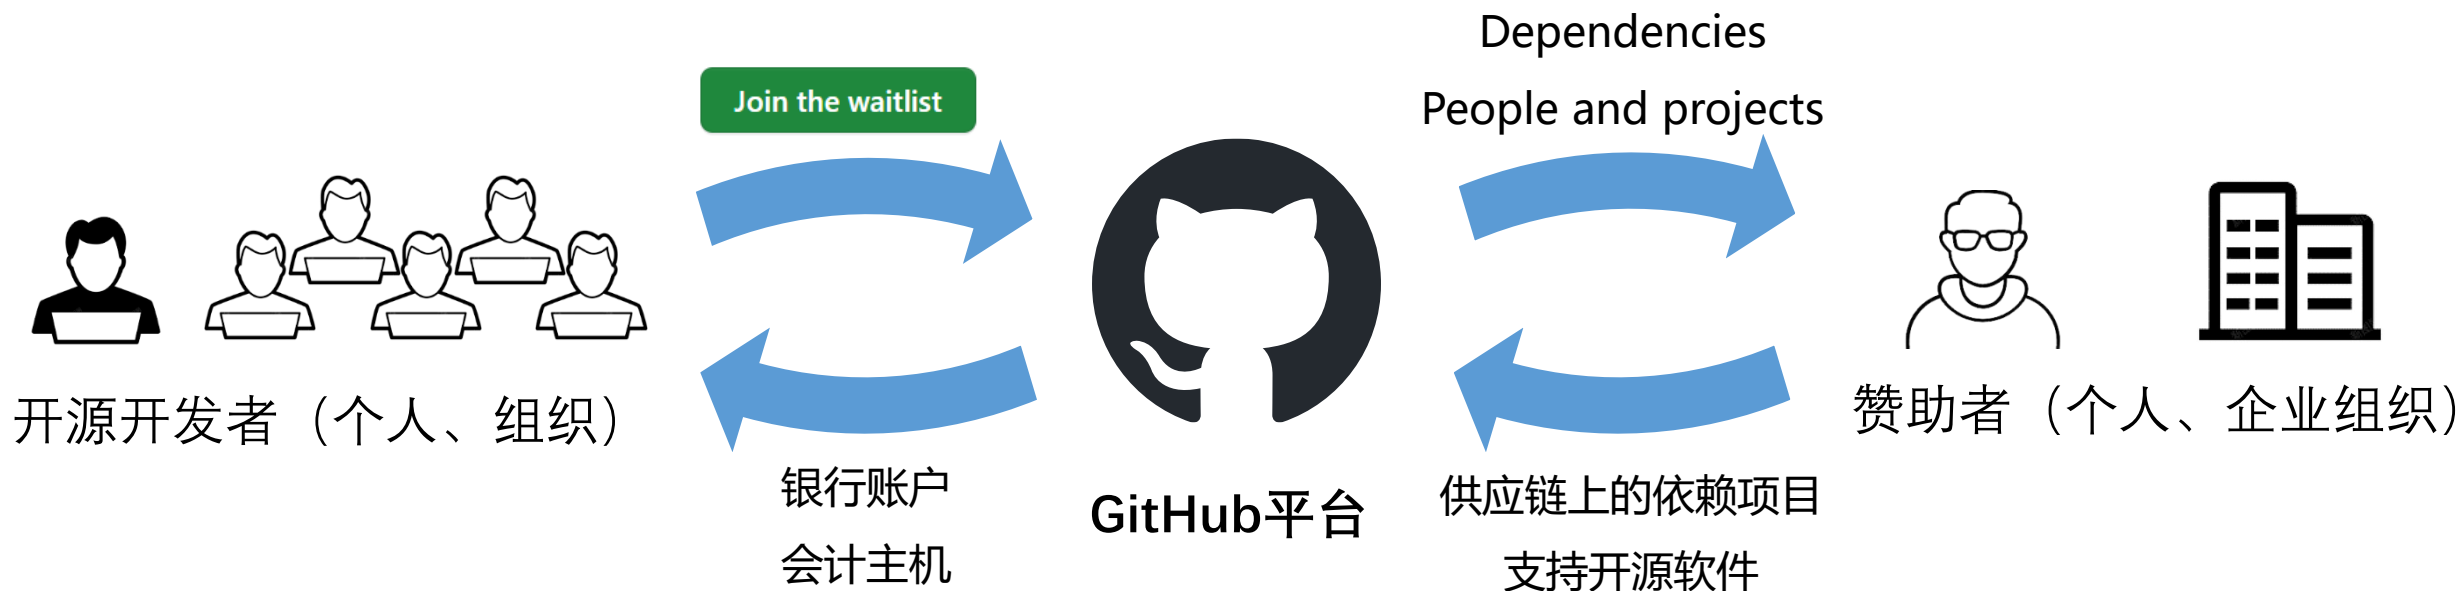 Dependencies
People and projects
Join the waitlist
开源开发者（个人、组织）
赞助者（个人、企业组织）
银行账户
会计主机
GitHub平台
供应链上的依赖项目
支持开源软件